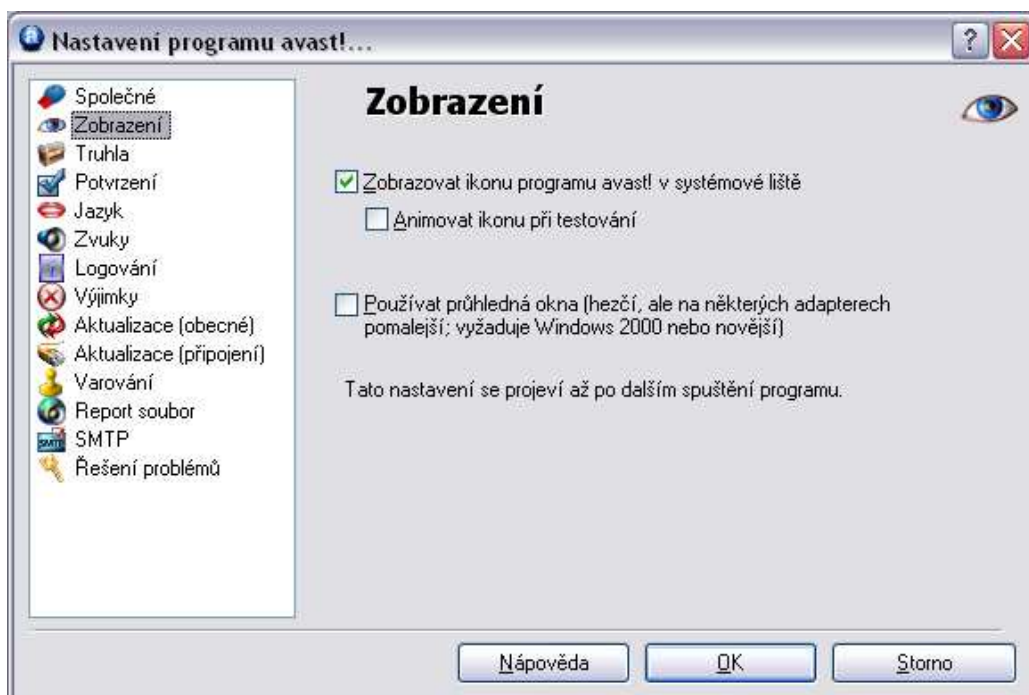 Nastavení programu avast!...
Společné
Zobrazení
Truhla
Potvrzení
Jazyk
Zvuky
Logování
Výjimky
Aktualizace (obecné)
Aktualizace (připojení)
Varování
Report soubor
SMTP
Řešení problémů
Zobrazení
Zobrazovat ikonu programu avast! v systémové liště
Animovat ikonu při testování
Používat průhledná okna (hezčí, ale na některých adapterech
pomalejší; vyžaduje Windows 2000 nebo novější)
Tato nastavení se projeví až po dalším spuštění programu.
Nápověda
OK
Storno